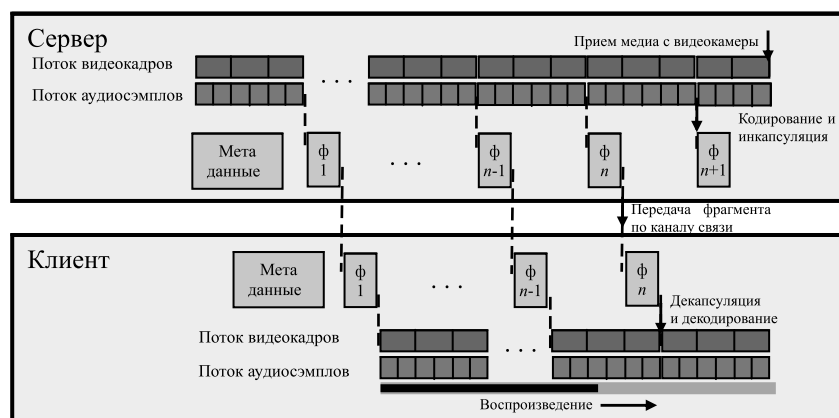 Сервер
Прием медиа с видеокамеры
Поток видеокадров
. . .
Поток аудиосэмплов
Кодирование и
инкапсуляция
Мета
данные
ф
1
. . .
ф
n-1
ф
n
ф
n+1
Передача фрагмента
по каналу связи
Клиент
Мета
данные
ф
1
. . .
ф
n-1
ф
n
Декапсуляция
и декодирование
Поток видеокадров
. . .
Поток аудиосэмплов
Воспроизведение